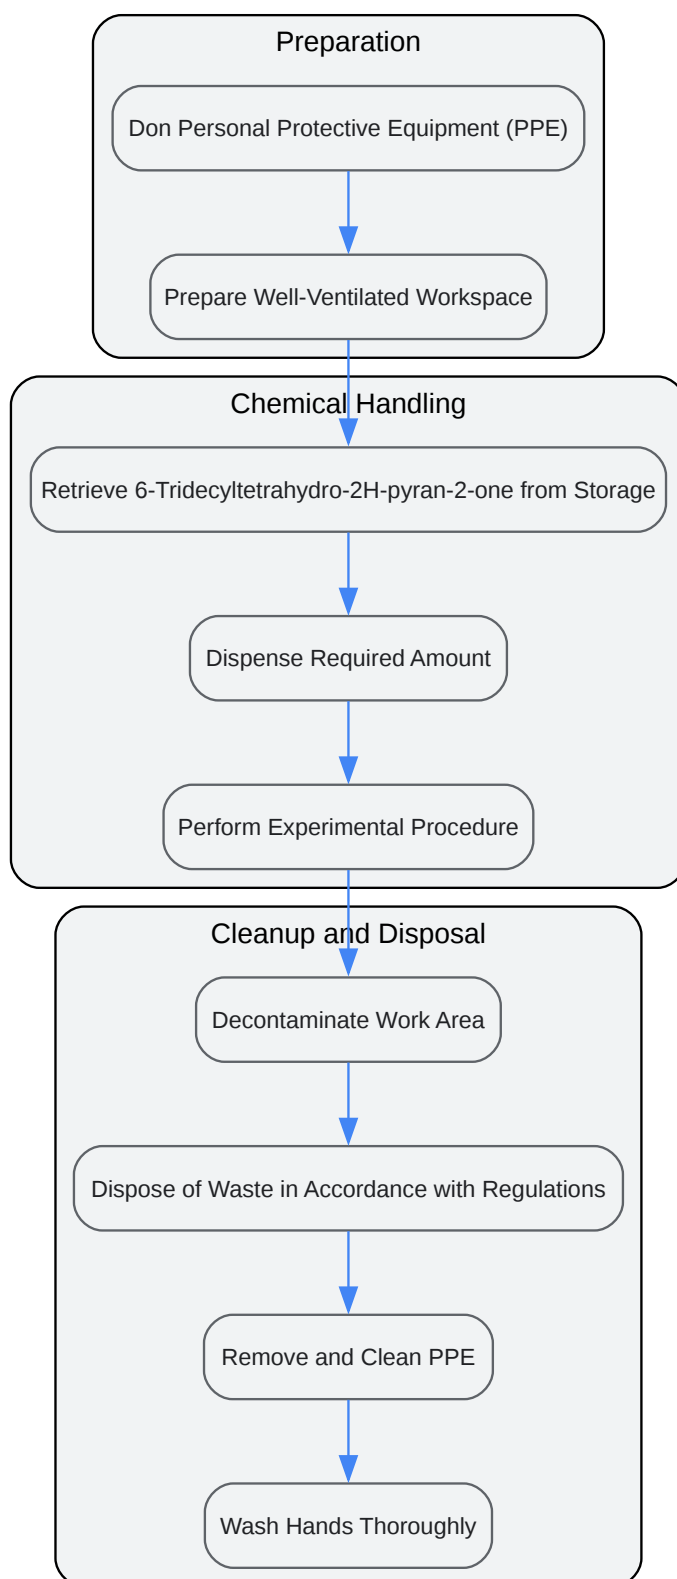 Preparation
Don Personal Protective Equipment (PPE)
Prepare Well-Ventilated Workspace
Chemical Handling
Retrieve 6-Tridecyltetrahydro-2H-pyran-2-one from Storage
Dispense Required Amount
Perform Experimental Procedure
Cleanup and Disposal
Decontaminate Work Area
Dispose of Waste in Accordance with Regulations
Remove and Clean PPE
Wash Hands Thoroughly